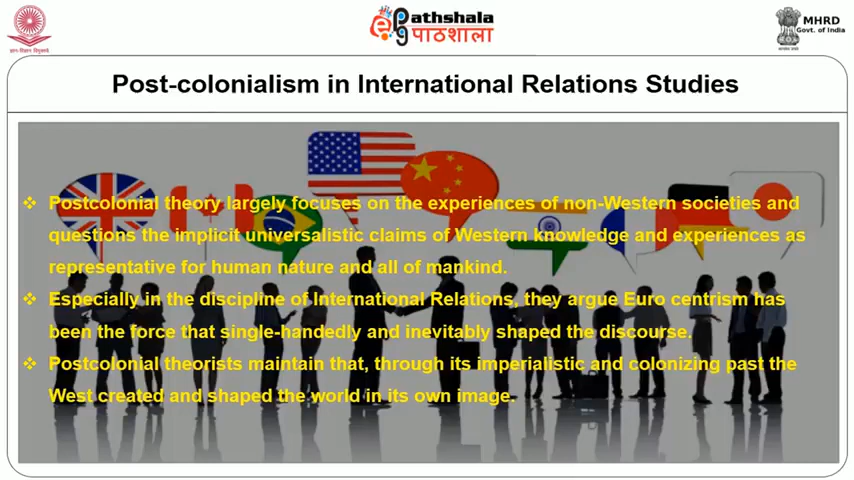 ePathshala
पाठशाला
MHRD
Govt. of India
Post-colonialism in International Relations Studies
❖ Postcolonial theory largely focuses on the experiences of non-Western societies and
questions the implicit universalistic claims of Western knowledge and experiences as
representative for human nature and all of mankind.
❖ Especially in the discipline of International Relations, they argue Euro centrism has
been the force that single-handedly and inevitably shaped the discourse.
❖ Postcolonial theorists maintain that, through its imperialistic and colonizing past the
West created and shaped the world in its own image.